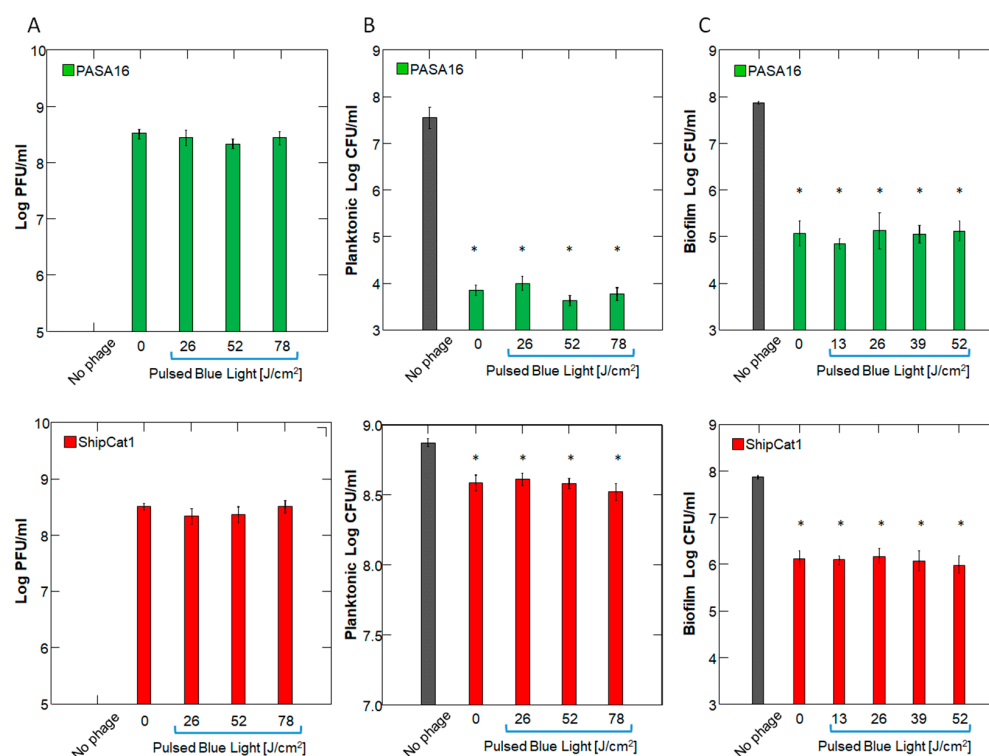 A
PASA16
Log PFU/ml
10
9
8
7
6
5
No phage
0
26
52
78
Pulsed Blue Light [J/cm²]
B
PASA16
Planktonic Log CFU/ml
9
8
7
6
5
4
3
* * * *
No phage
0
26
52
78
Pulsed Blue Light [J/cm²]
C
PASA16
Biofilm Log CFU/ml
9
8
7
6
5
4
3
* * * * *
No phage
0
13
26
39
52
Pulsed Blue Light [J/cm²]
ShipCat1
Log PFU/ml
10
9
8
7
6
5
No phage
0
26
52
78
Pulsed Blue Light [J/cm²]
Planktonic Log CFU/ml
9.0
8.5
8.0
7.5
7.0
* * * *
No phage
0
26
52
78
Pulsed Blue Light [J/cm²]
ShipCat1
Biofilm Log CFU/ml
9
8
7
6
5
4
3
* * * * *
No phage
0
13
26
39
52
Pulsed Blue Light [J/cm²]